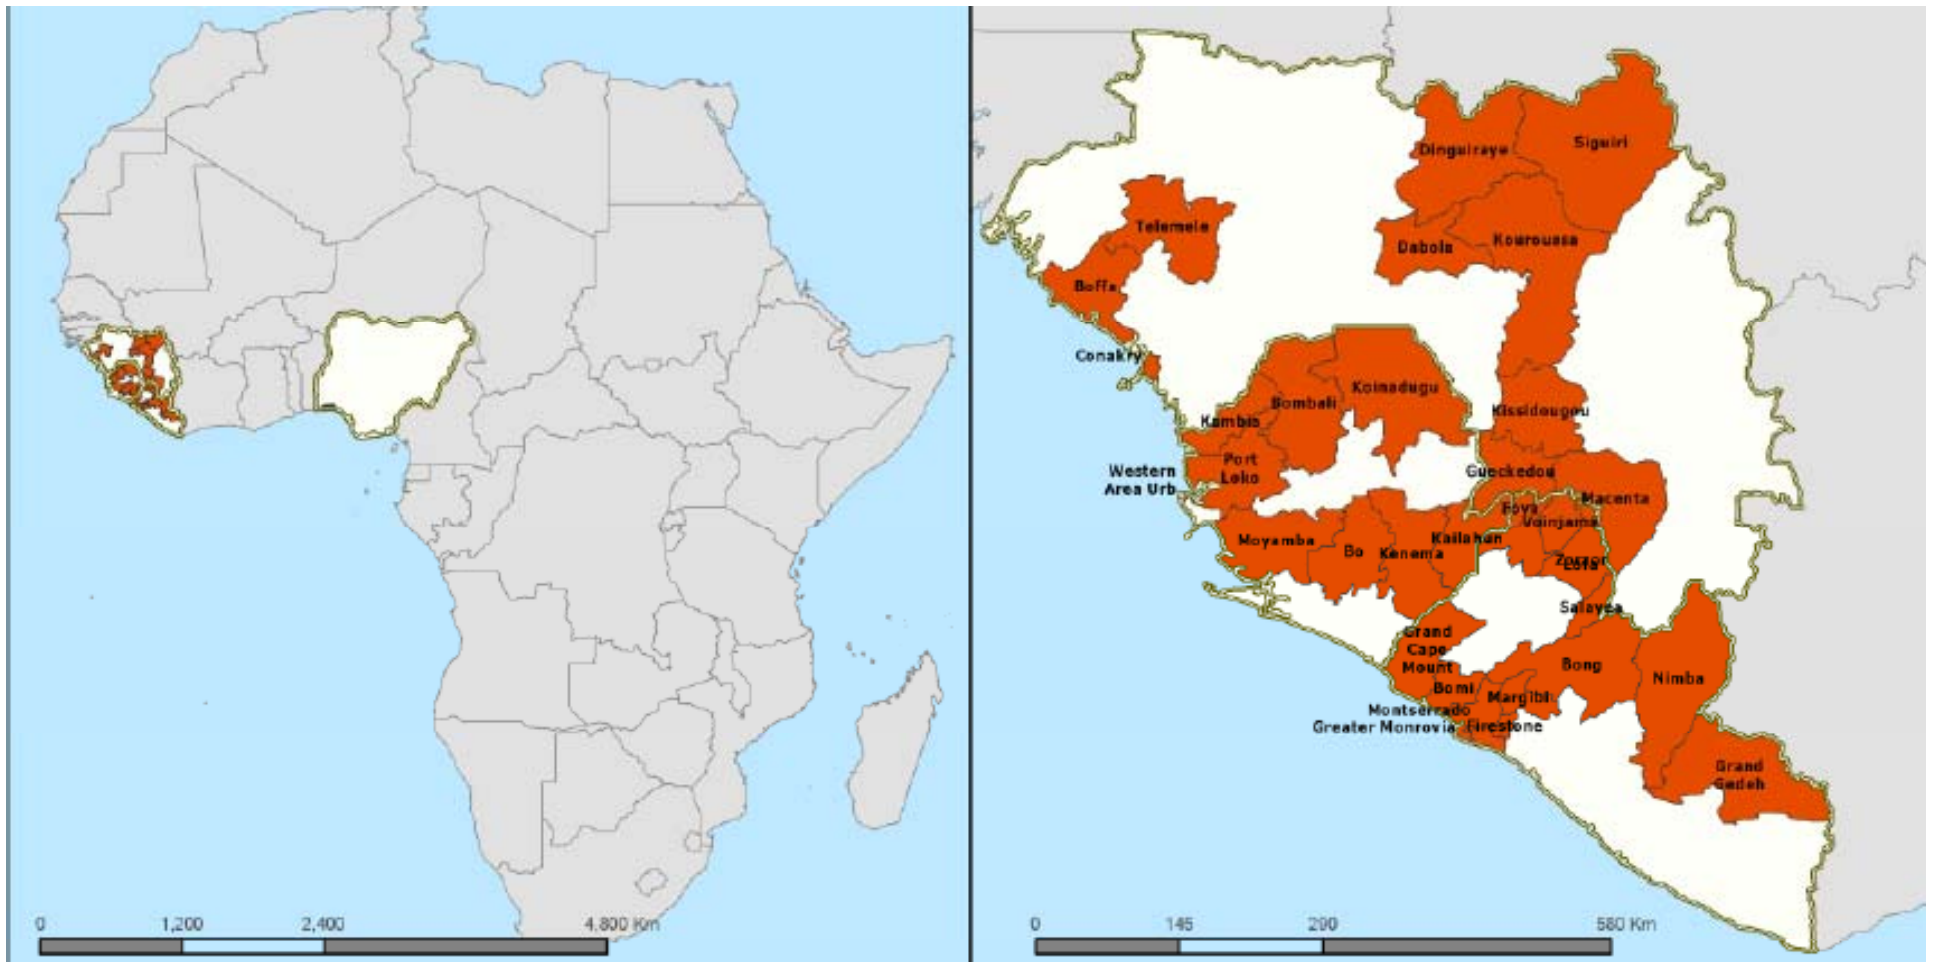 Siguiri
Dinguiraye
Telemele
Kouroussa
Dabola
Boffa
Conakry
Koinadugu
Bombali
Kissidougou
Kambia
Port
Loko
Western
Area Urb
Gueckedou
Macenta
Foya
Voinjama
Moyamba
Bo
Kenema
Kailahun
Zorzor
Lofa
Salayea
Grand
Cape
Mount
Bong
Nimba
Bomi
Margibi
Montserrado
Greater Monrovia
Firestone
Grand
Gedeh
0 1,200 2,400 4,800 Km
0 145 290 580 Km